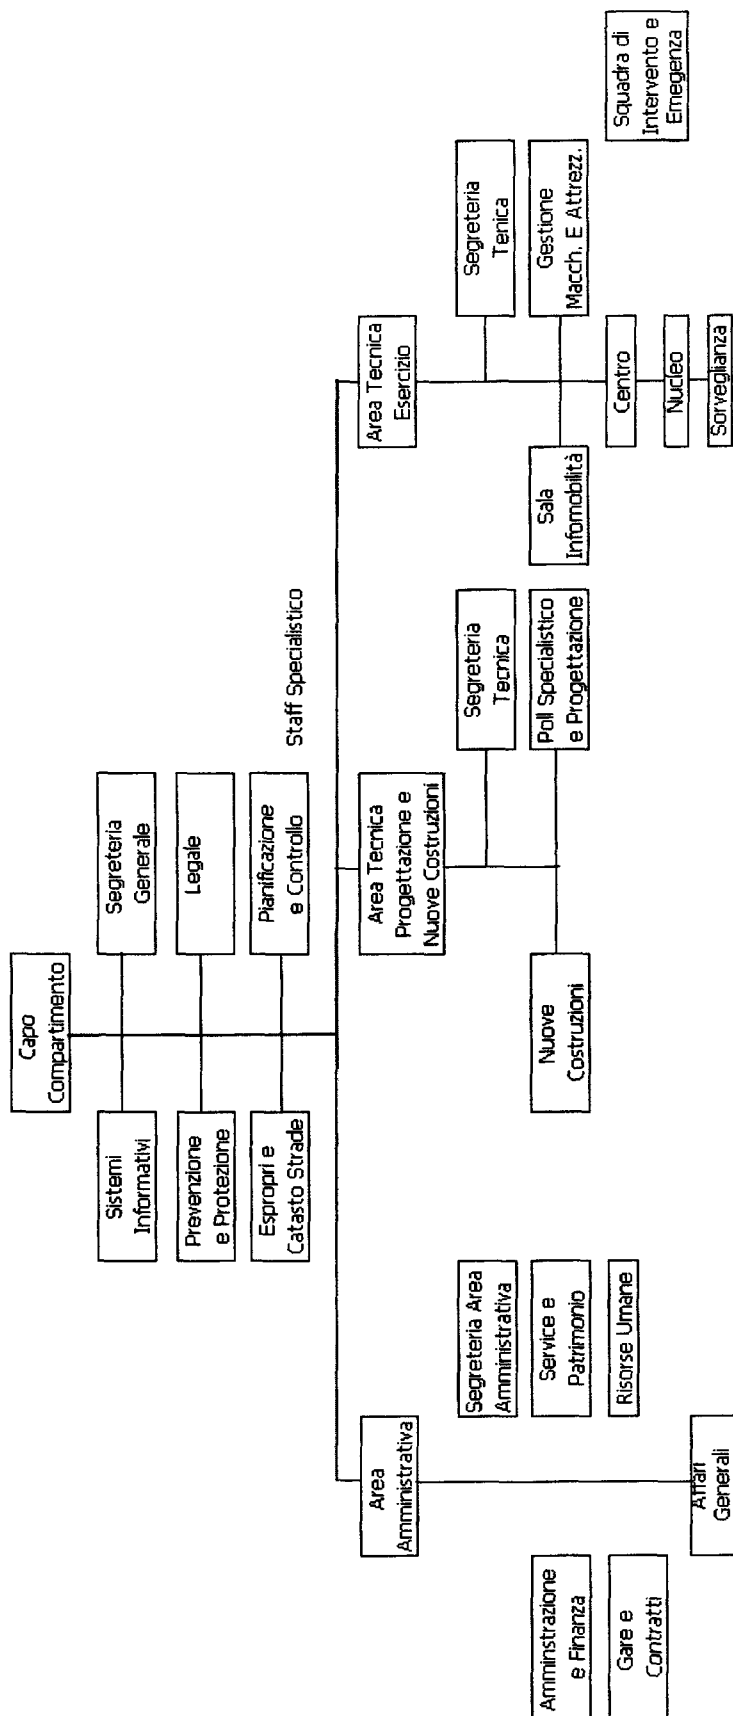 Capo
Compartimento
Sistemi
Informativi
Segreteria
Generale
Prevenzione
e Protezione
Legale
Espropri e
Catasto Strade
Pianificazione
e Controllo
Staff Specialistico
Area
Amministrativa
Area Tecnica
Progettazione e
Nuove Costruzioni
Area Tecnica
Esercizio
Segreteria Area
Amministrativa
Segreteria
Tecnica
Segreteria
Tenica
Amminstrazione
e Finanza
Service e
Patrimonio
Nuove
Costruzioni
Poll Specialistico
e Progettazione
Sala
Infomobilità
Gestione
Macch. E Attrezz.
Gare e
Contratti
Risorse Umane
Centro
Squadra di
Intervento e
Emegenza
Nucleo
Affari
Generali
Sorveglianza